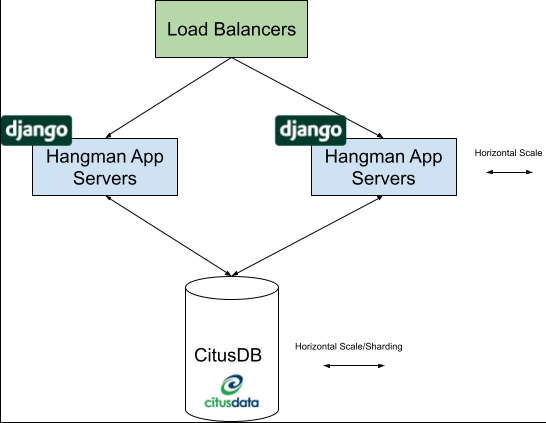 Load Balancers
django
Hangman App
Servers
django
Hangman App
Servers
Horizontal Scale
CitusDB
citusdata
Horizontal Scale/Sharding